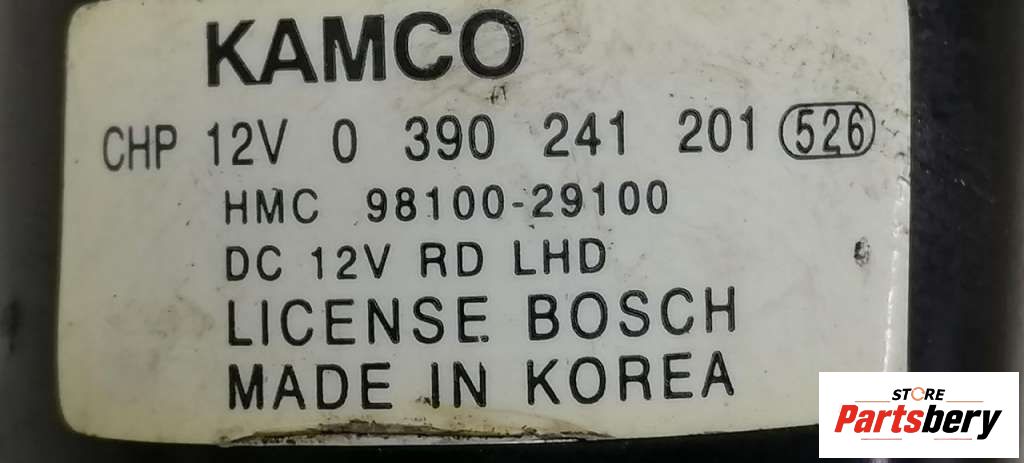 KAMCO
CHP 12V 0 390 241 201 526
HMC 98100-29100
DC 12V RD LHD
LICENSE BOSCH
MADE IN KOREA
STORE
Partsbery